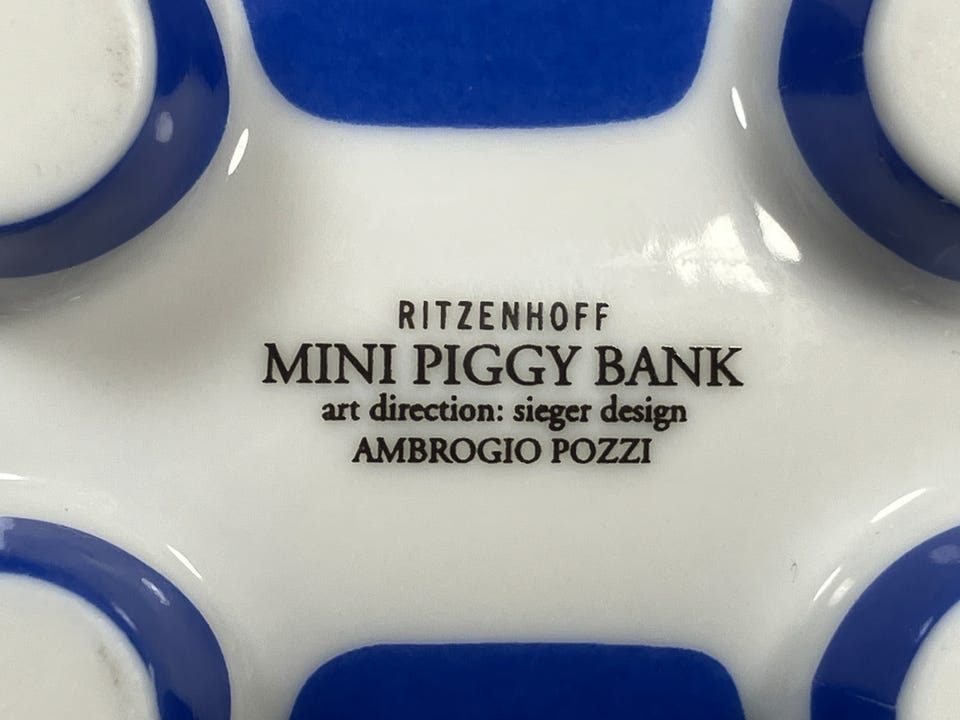 RITZENHOFF
MINI PIGGY BANK
art direction: sieger design
AMBROGIO POZZI